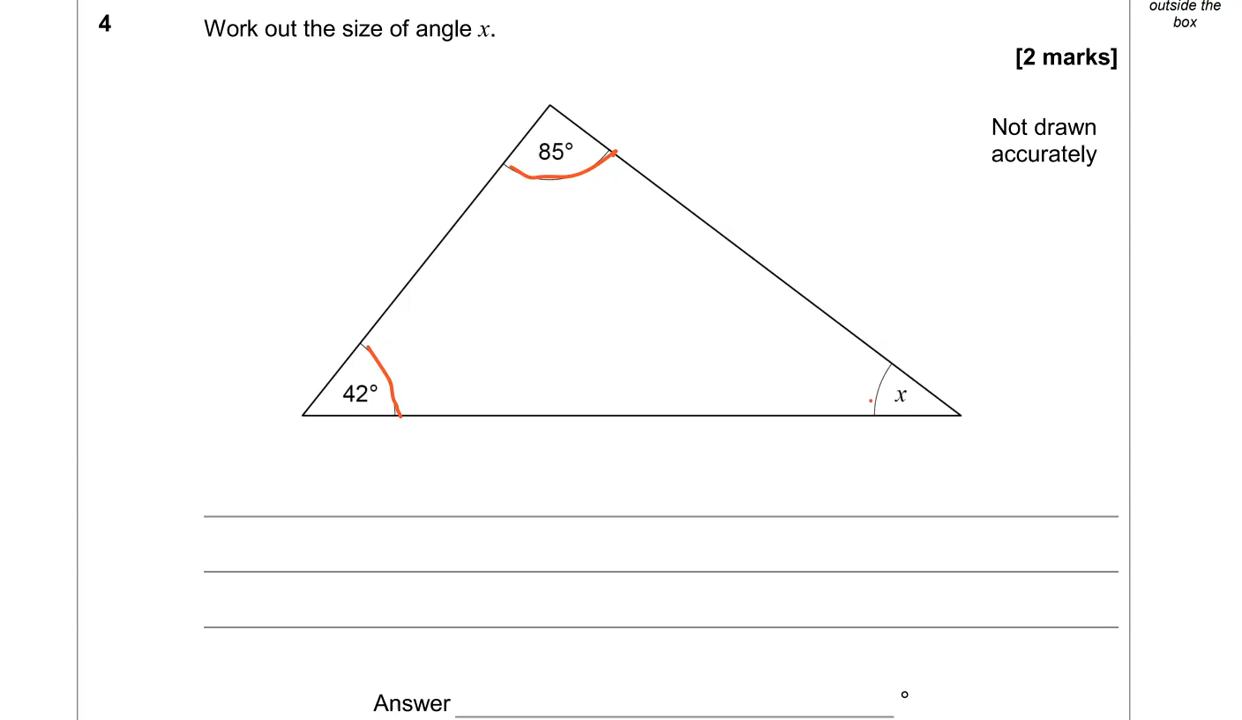 outside the
box
4 Work out the size of angle x.
[2 marks]
Not drawn
accurately
85°
42°
x
Answer °